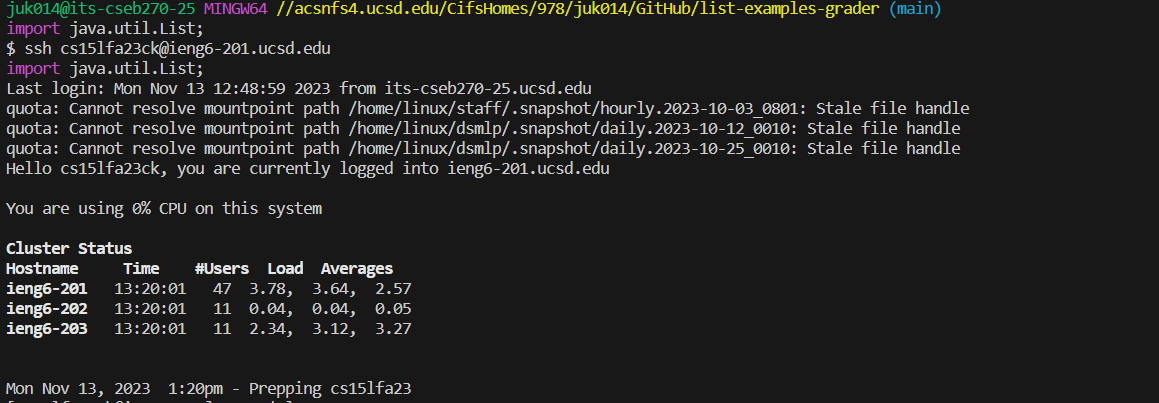 juk014@its-cseb270-25 MINGW64 //acsnfs4.ucsd.edu/CifsHomes/978/juk014/GitHub/list-examples-grader (main)
import java.util.List;
$ ssh cs15lfa23ck@ieng6-201.ucsd.edu
import java.util.List;
Last login: Mon Nov 13 12:48:59 2023 from its-cseb270-25.ucsd.edu
quota: Cannot resolve mountpoint path /home/linux/staff/.snapshot/hourly.2023-10-03_0801: Stale file handle
quota: Cannot resolve mountpoint path /home/linux/dsmlp/.snapshot/daily.2023-10-12_0010: Stale file handle
quota: Cannot resolve mountpoint path /home/linux/dsmlp/.snapshot/daily.2023-10-25_0010: Stale file handle
Hello cs15lfa23ck, you are currently logged into ieng6-201.ucsd.edu
You are using 0% CPU on this system
Cluster Status
Hostname Time #Users Load Averages
ieng6-201 13:20:01 47 3.78, 3.64, 2.57
ieng6-202 13:20:01 11 0.04, 0.04, 0.05
ieng6-203 13:20:01 11 2.34, 3.12, 3.27
Mon Nov 13, 2023 1:20pm - Prepping cs15lfa23